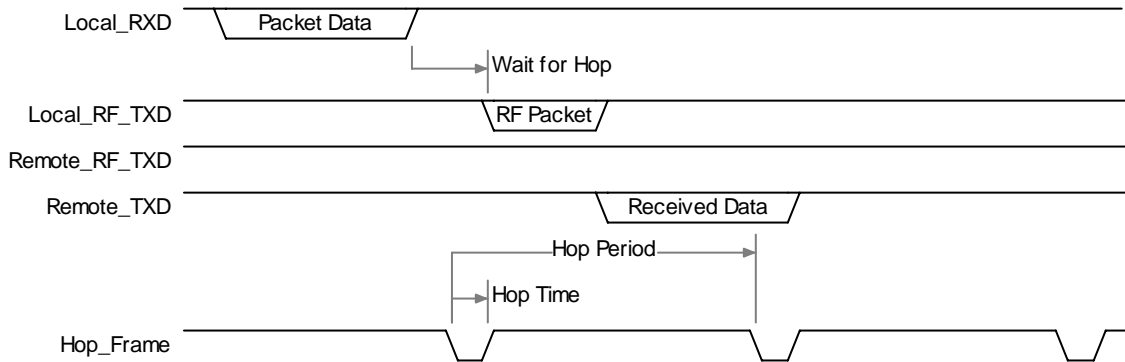 Local_RXD
Packet Data
Wait for Hop
Local_RF_TXD
RF Packet
Remote_RF_TXD
Remote_TXD
Received Data
Hop Period
Hop Time
Hop_Frame